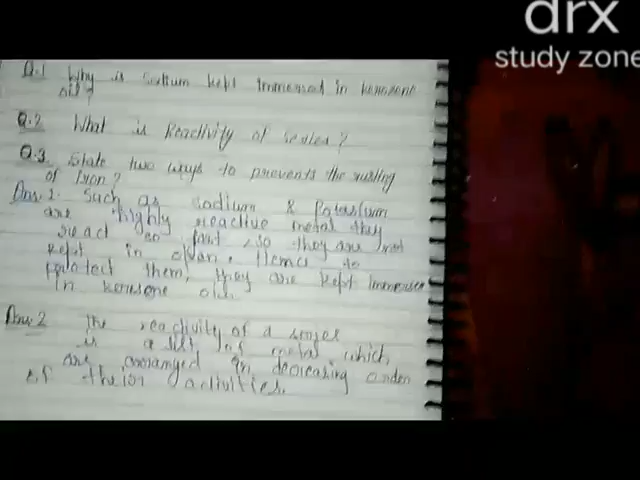 drx
study zone
Q.1 Why is sodium kept immersed in kerosene
oil?
Q.2 What is Reactivity of series?
Q.3 State two ways to prevents the rusting
of Iron?
Ans 1. Such as sodium & Potassium
are highly reactive metal they
react so fast, so they are not
kept in open. Hence to
protect them, they are kept immersed
In kerosene
Ans 2 The reactivity of a
is a list of metal which
are arranged in decreasing order
of activities.